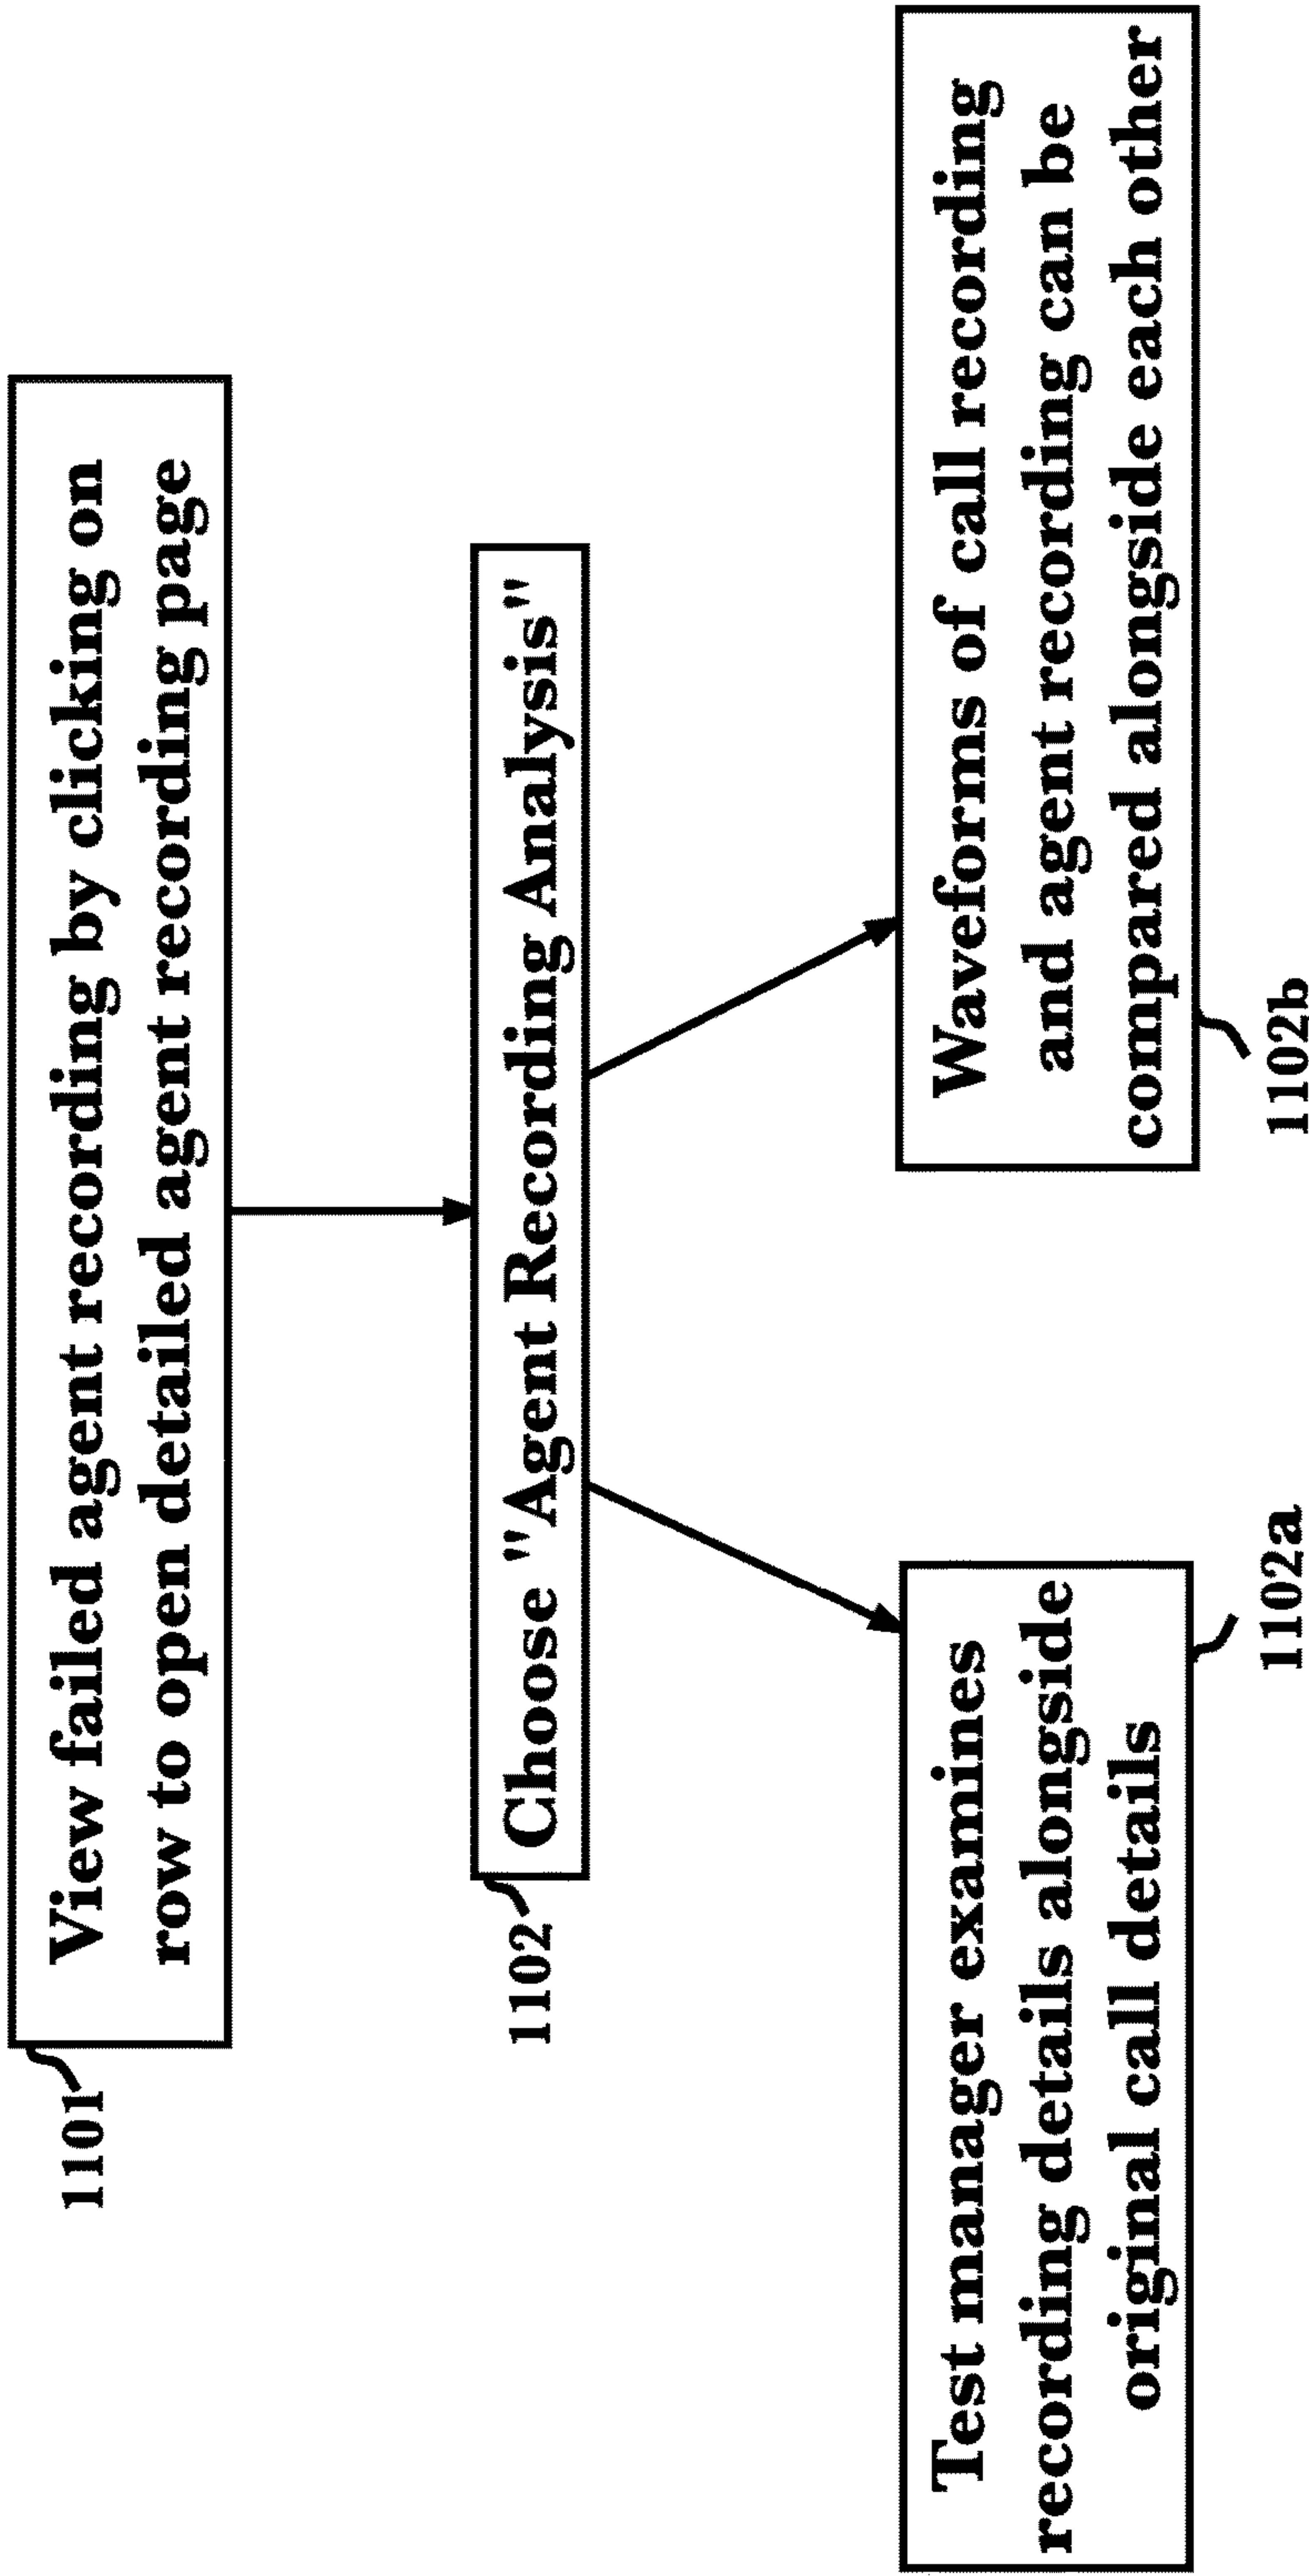 View failed agent recording by clicking on
row to open detailed agent recording page
1101
Choose "Agent Recording Analysis"
1102
Test manager examines
recording details alongside
original call details
1102a
Waveforms of call recording
and agent recording can be
compared alongside each other
1102b